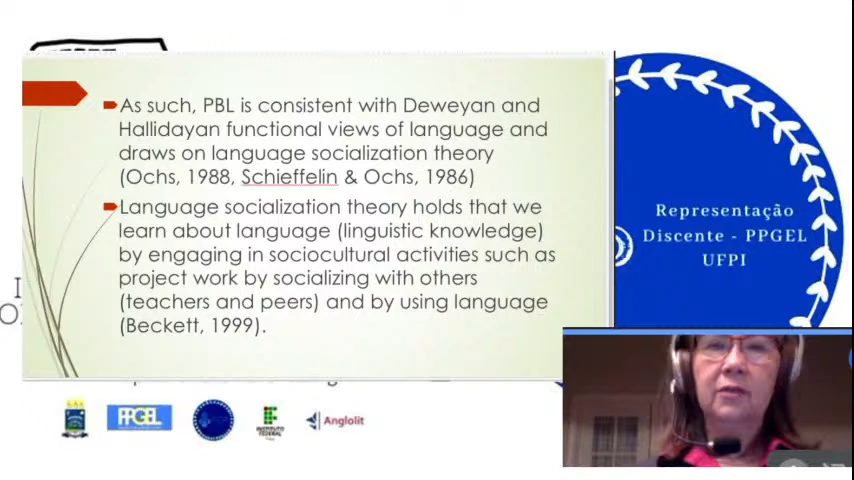 As such, PBL is consistent with Deweyan and
Hallidayan functional views of language and
draws on language socialization theory
(Ochs, 1988, Schieffelin & Ochs, 1986)
Language socialization theory holds that we
learn about language (linguistic knowledge)
by engaging in sociocultural activities such as
project work by socializing with others
(teachers and peers) and by using language
(Beckett, 1999).
Representação
Discente - PPGEL
UFPI
PPGEL
INSTITUTO
FEDERAL
Anglolit